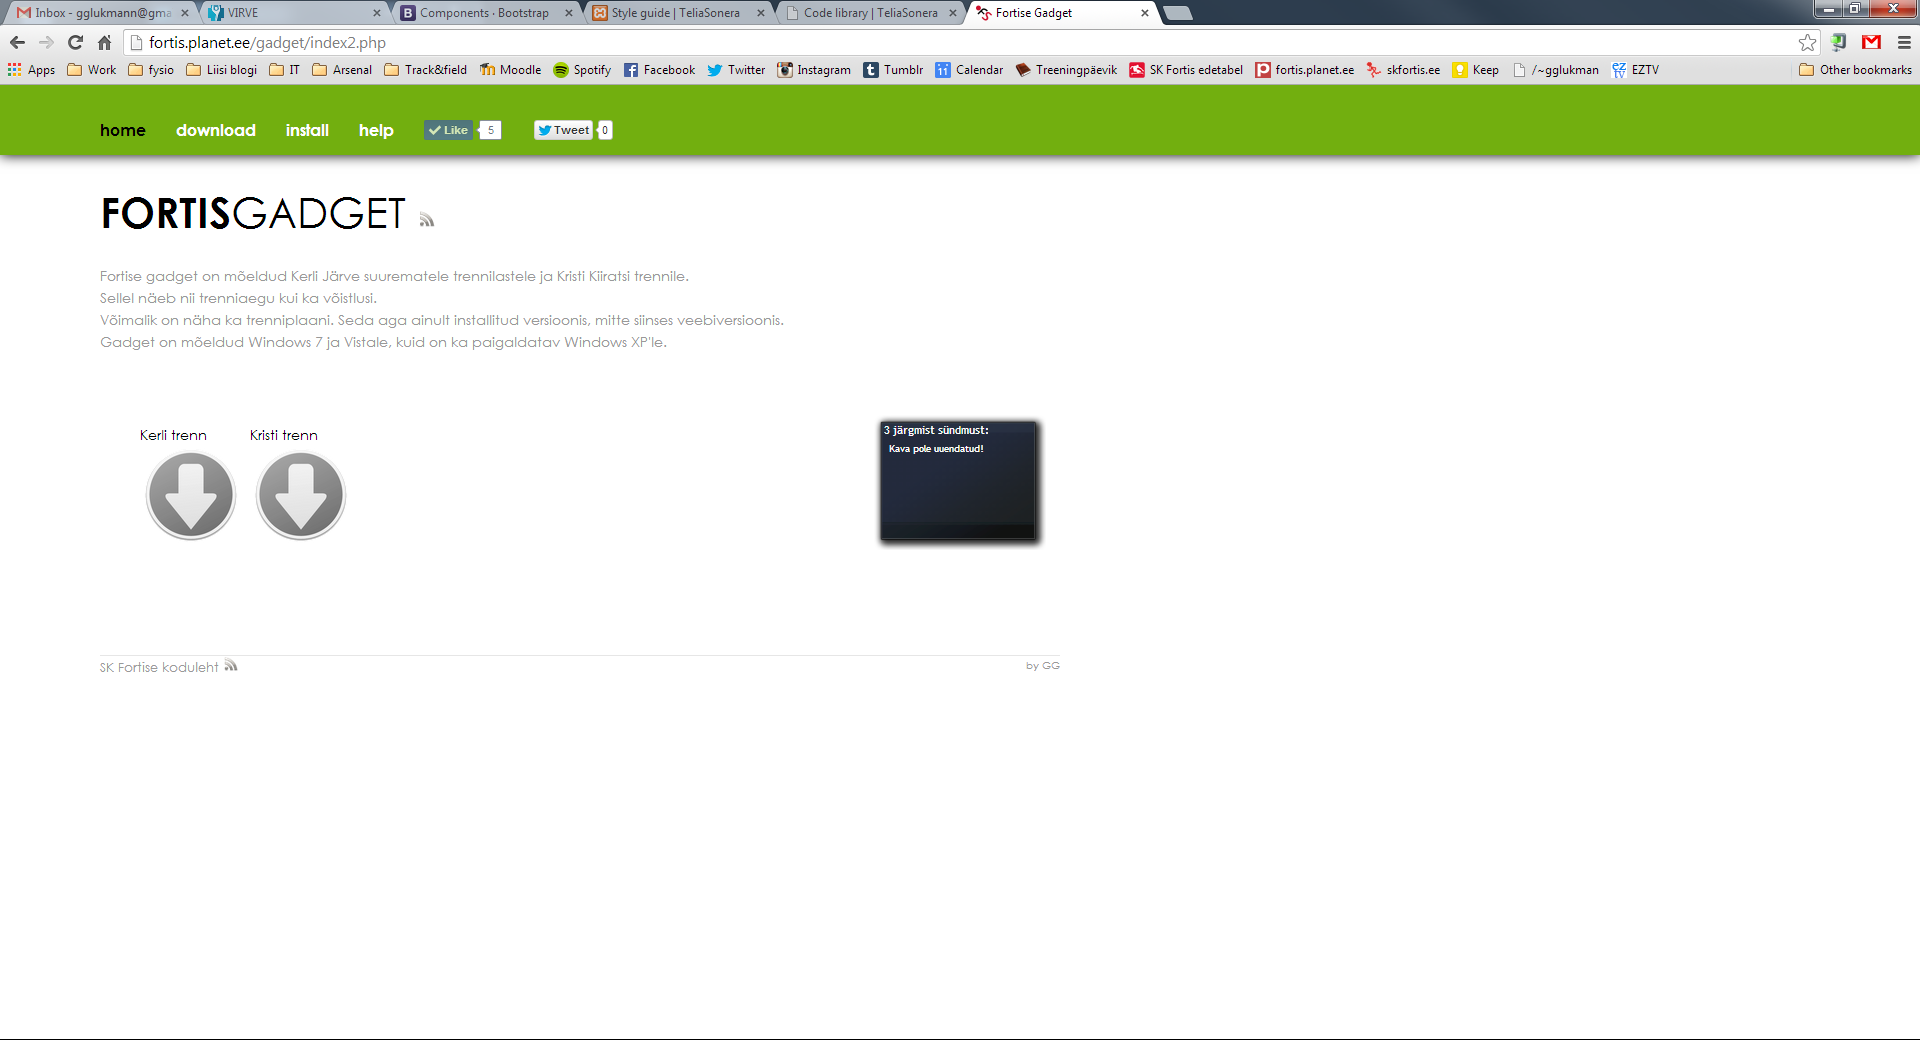 Inbox - gglukmann@gma
VIRVE
Components · Bootstrap
Style guide | TeliaSonera
Code library | TeliaSonera
Fortise Gadget
fortis.planet.ee/gadget/index2.php
Apps Work fysio Liisi blogi IT Arsenal Track&field Moodle Spotify Facebook Twitter Instagram Tumblr Calendar Treeningpäevik SK Fortis edetabel fortis.planet.ee skfortis.ee Keep /~gglukman EZTV Other bookmarks
home download install help Like 5 Tweet 0
FORTISGADGET
Fortise gadget on mõeldud Kerli Järve suurematele trennilastele ja Kristi Kiiratsi trennile.
Sellel näeb nii trenniaegu kui ka võistlusi.
Võimalik on näha ka trenniplaani. Seda aga ainult installitud versioonis, mitte siinses veebiversioonis.
Gadget on mõeldud Windows 7 ja Vistale, kuid on ka paigaldatav Windows XP'le.
Kerli trenn Kristi trenn
3 järgmist sündmust:
Kava pole uuendatud!
SK Fortise koduleht
by GG